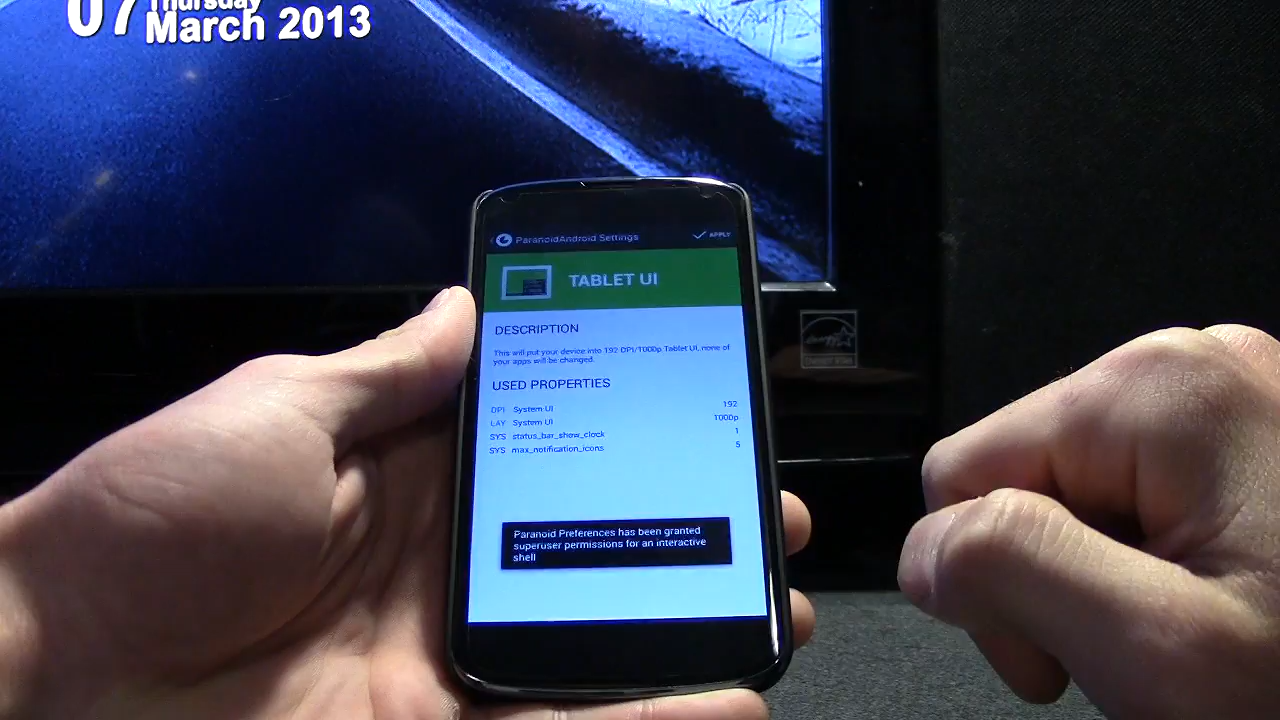 07
Thursday
March 2013
ParanoidAndroid Settings
APPLY
TABLET UI
DESCRIPTION
This will put your device into 192 DPI/1000p Tablet UI, none of
your apps will be changed.
USED PROPERTIES
DPI System UI 192
LAY System UI 1000p
SYS status_bar_show_clock 1
SYS max_notification_icons 5
Paranoid Preferences has been granted
superuser permissions for an interactive
shell
ENERGY STAR